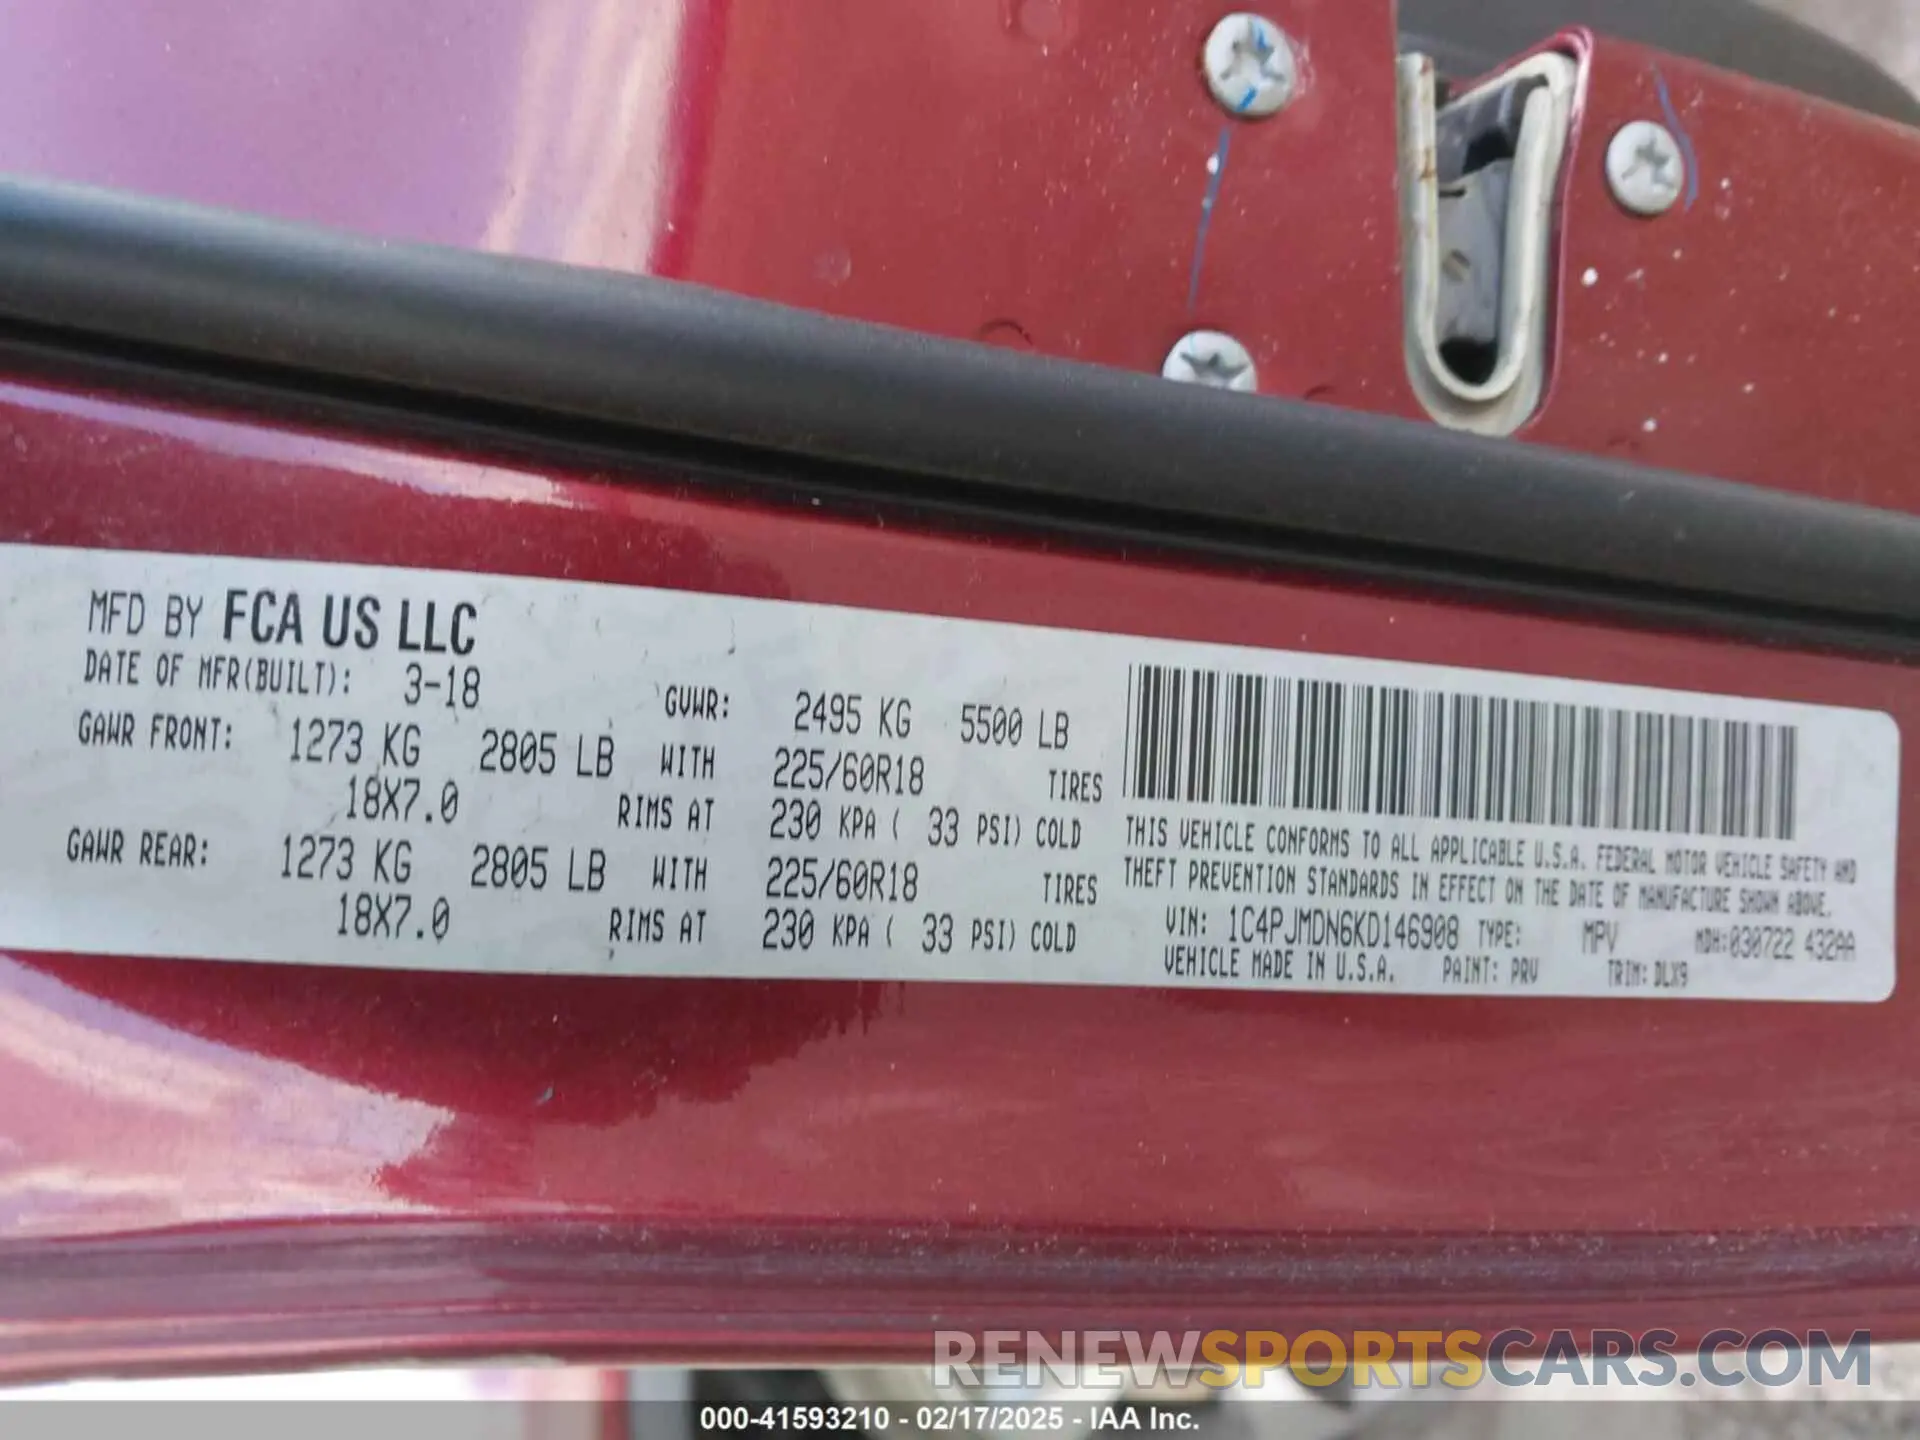 MFD BY FCA US LLC
DATE OF MFR(BUILT): 3-18 GVWR: 2495 KG 5500 LB
GAWR FRONT: 1273 KG 2805 LB WITH 225/60R18 TIRES
18X7.0 RIMS AT 230 KPA ( 33 PSI) COLD
GAWR REAR: 1273 KG 2805 LB WITH 225/60R18 TIRES
18X7.0 RIMS AT 230 KPA ( 33 PSI) COLD
THIS VEHICLE CONFORMS TO ALL APPLICABLE U.S.A. FEDERAL MOTOR VEHICLE SAFETY AND
THEFT PREVENTION STANDARDS IN EFFECT ON THE DATE OF MANUFACTURE SHOWN ABOVE.
VIN: 1C4PJMDN6KD146908 TYPE: MPV MDH:030722 432AA
VEHICLE MADE IN U.S.A. PAINT: PRV TRIM: DLX9
RENEWSPORTSCARS.COM
000-41593210 - 02/17/2025 - IAA Inc.